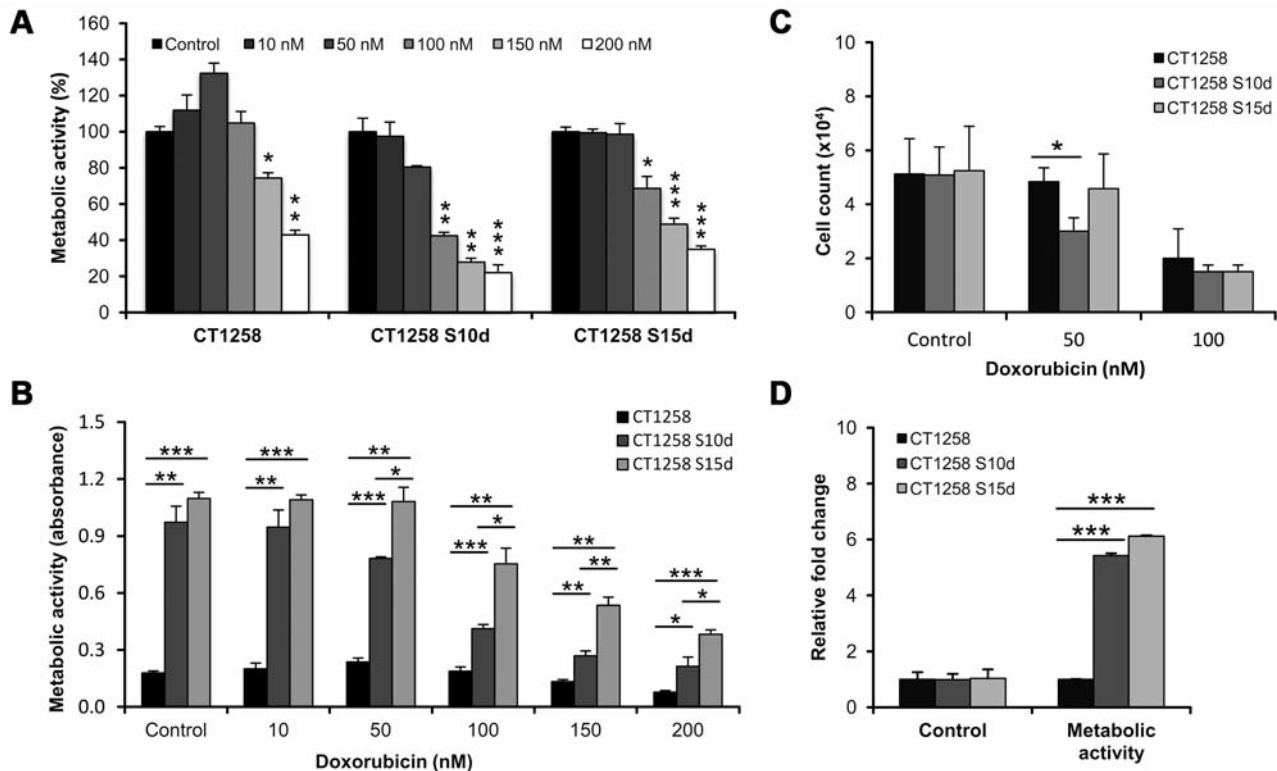 A
Metabolic activity (%)
160
140
120
100
80
60
40
20
0
Control
10 nM
50 nM
100 nM
150 nM
200 nM
*
**
**
**
***
*
***
***
CT1258
CT1258 S10d
CT1258 S15d
B
Metabolic activity (absorbance)
1.5
1.2
0.9
0.6
0.3
0.0
CT1258
CT1258 S10d
CT1258 S15d
***
**
***
**
**
*
***
**
*
***
**
**
**
***
*
*
Control
10
50
100
150
200
Doxorubicin (nM)
C
Cell count (x10⁴)
10
8
6
4
2
0
CT1258
CT1258 S10d
CT1258 S15d
*
Control
50
100
Doxorubicin (nM)
D
Relative fold change
10
8
6
4
2
0
CT1258
CT1258 S10d
CT1258 S15d
***
***
Control
Metabolic
activity